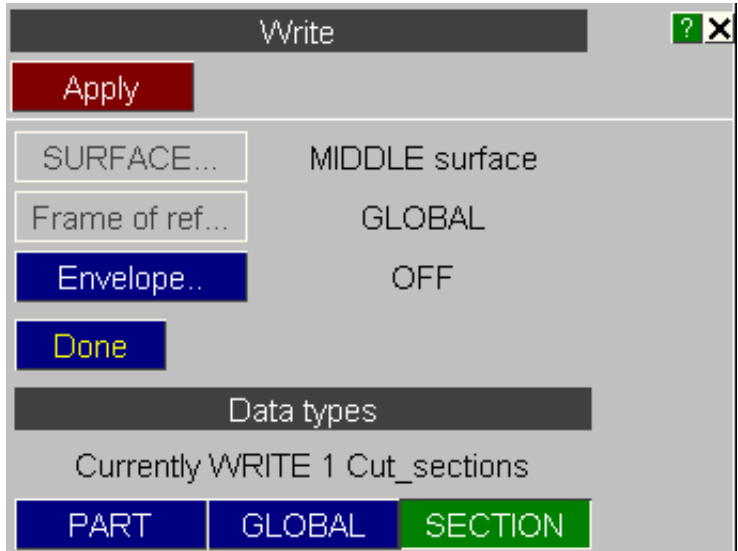 Write ?
Apply
SURFACE... MIDDLE surface
Frame of ref... GLOBAL
Envelope.. OFF
Done
Data types
Currently WRITE 1 Cut_sections
PART GLOBAL SECTION